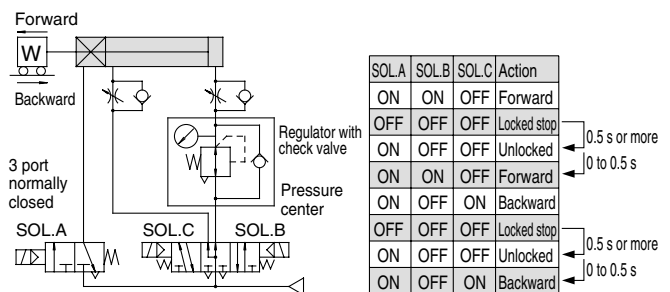 Forward
W
Backward
Regulator with
check valve
3 port
normally
closed
Pressure
center
SOL.A
SOL.C
SOL.B
SOL.A SOL.B SOL.C Action
ON ON OFF Forward
OFF OFF OFF Locked stop
ON OFF OFF Unlocked
ON ON OFF Forward
ON OFF ON Backward
OFF OFF OFF Locked stop
ON OFF OFF Unlocked
ON OFF ON Backward
0.5 s or more
0 to 0.5 s
0.5 s or more
0 to 0.5 s